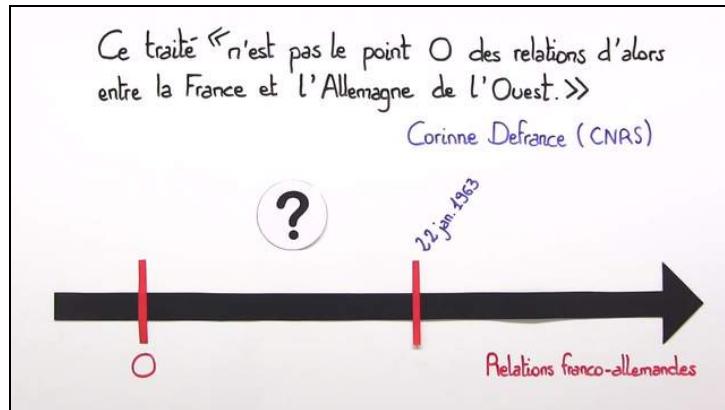 Ce traité «n'est pas le point O des relations d'alors
entre la France et l'Allemagne de l'Ouest.»
Corinne Defrance (CNRS)
?
22 jan. 1963
O
Relations franco-allemandes